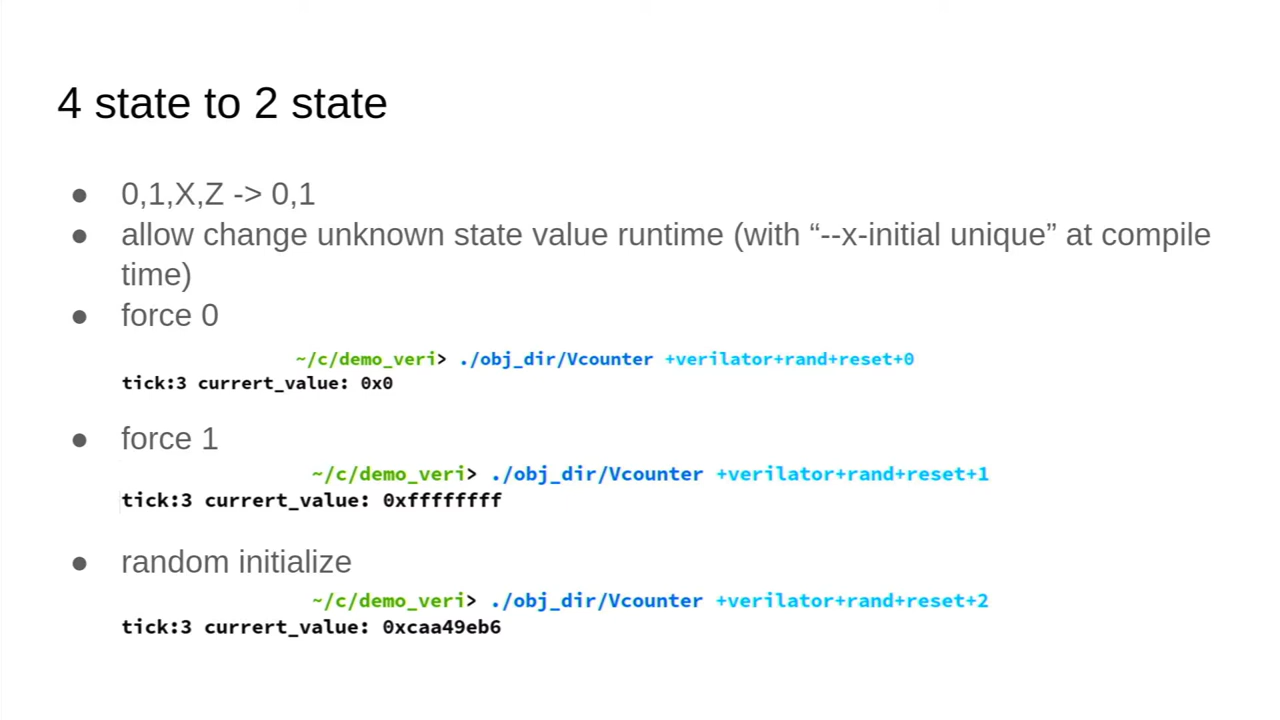 4 state to 2 state
● 0,1,X,Z -> 0,1
● allow change unknown state value runtime (with “--x-initial unique” at compile
time)
● force 0
~/c/demo_veri> ./obj_dir/Vcounter +verilator+rand+reset+0
tick:3 currert_value: 0x0
● force 1
~/c/demo_veri> ./obj_dir/Vcounter +verilator+rand+reset+1
tick:3 currert_value: 0xffffffff
● random initialize
~/c/demo_veri> ./obj_dir/Vcounter +verilator+rand+reset+2
tick:3 currert_value: 0xcaa49eb6